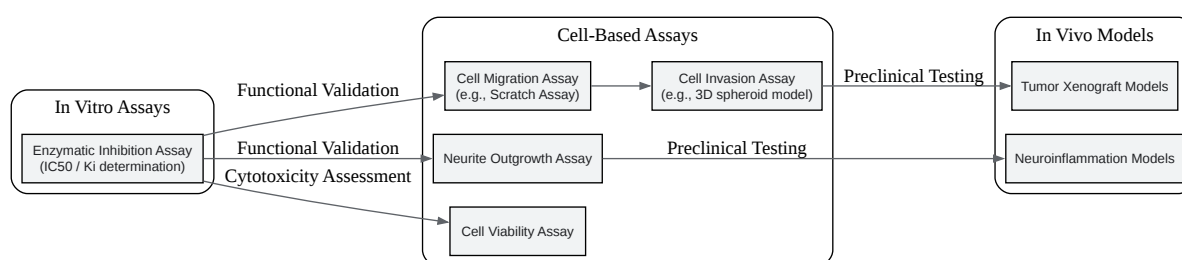 In Vitro Assays
Enzymatic Inhibition Assay
(IC50 / Ki determination)
Functional Validation
Functional Validation
Cytotoxicity Assessment
Cell-Based Assays
Cell Migration Assay
(e.g., Scratch Assay)
Cell Invasion Assay
(e.g., 3D spheroid model)
Neurite Outgrowth Assay
Cell Viability Assay
Preclinical Testing
Preclinical Testing
In Vivo Models
Tumor Xenograft Models
Neuroinflammation Models